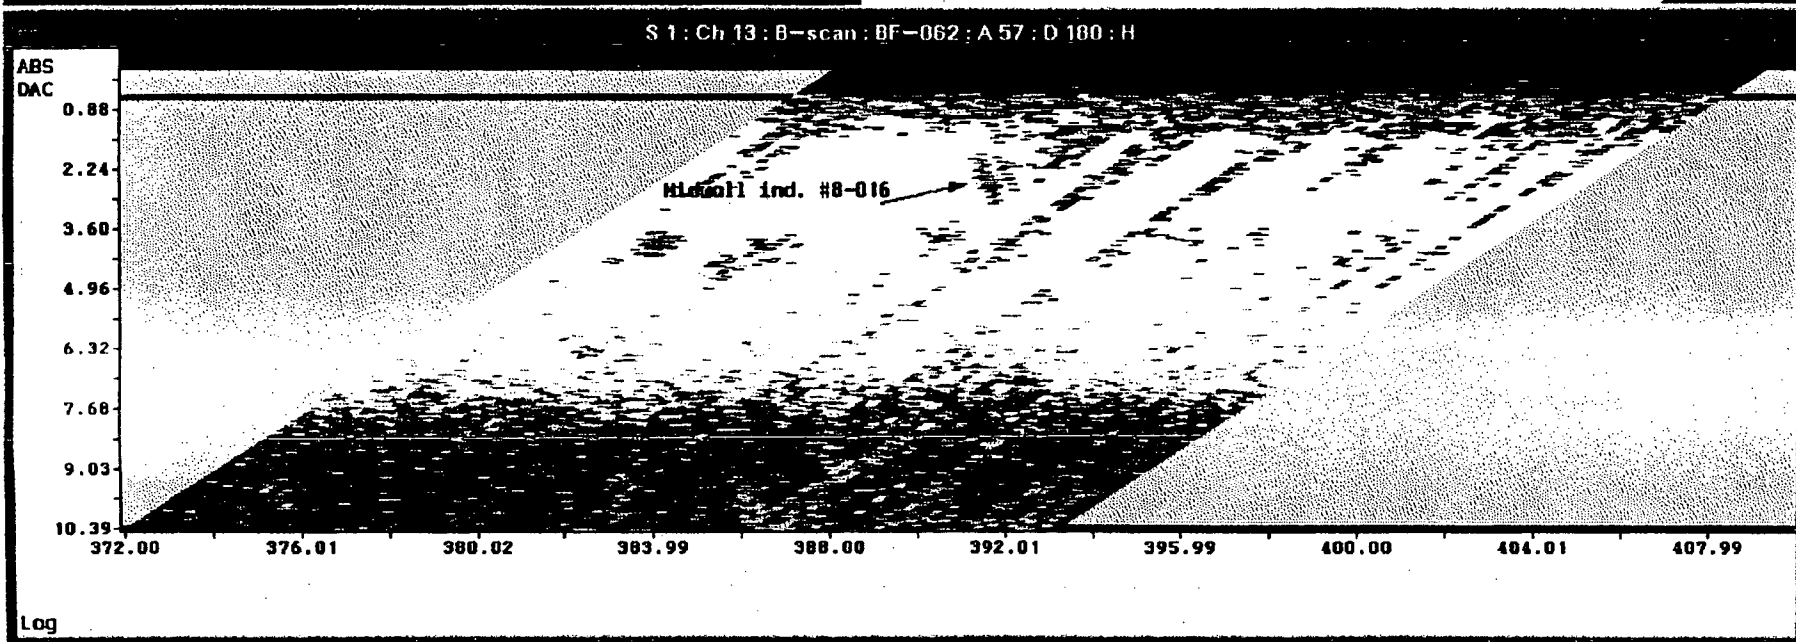 S 1 : Ch 13 : B-scan : BF-062 : A 57 : D 180 : H
ABS
DAC
0.88
2.24
Midwall ind. #8-016
3.60
4.96
6.32
7.68
9.03
10.39
372.00 376.01 380.02 383.99 388.00 392.01 395.99 400.00 404.01 407.99
Log